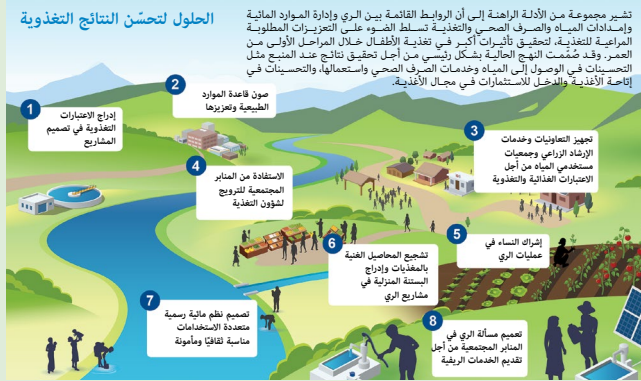 الحلول لتحسّن النتائج التغذوية
تشير مجموعة من الأدلة الراهنة إلى أن الروابط القائمة بين الري وإدارة الموارد المائية
وإمدادات المياه والصرف الصحي والتغذية تسلط الضوء على التعزيزات المطلوبة
المراعية للتغذية، لتحقيق تأثيرات أكبر في تغذية الأطفال خلال المراحل الأولى من
العمر. وقد صُمّمت النهج الحالية بشكل رئيسي من أجل تحقيق نتائج عند المنبع مثل
التحسينات في الوصول إلى المياه وخدمات الصرف الصحي واستعمالها، والتحسينات في
إتاحة الأغذية والدخل للاستثمارات في مجال الأغذية.
1
إدراج الاعتبارات
التغذوية في تصميم
المشاريع
2
صون قاعدة الموارد
الطبيعية وتعزيزها
3
تجهيز التعاونيات وخدمات
الإرشاد الزراعي وجمعيات
مستخدمي المياه من أجل
الاعتبارات الغذائية والتغذوية
4
الاستفادة من المنابر
المجتمعية للترويج
لشؤون التغذية
5
إشراك النساء في
عمليات الري
6
تشجيع المحاصيل الغنية
بالمغذيات وإدراج
البستنة المنزلية في
مشاريع الري
7
تصميم نظم مائية رسمية
متعددة الاستخدامات
مناسبة ثقافيًا ومأمونة
8
تعميم مسألة الري في
المنابر المجتمعية من أجل
تقديم الخدمات الريفية